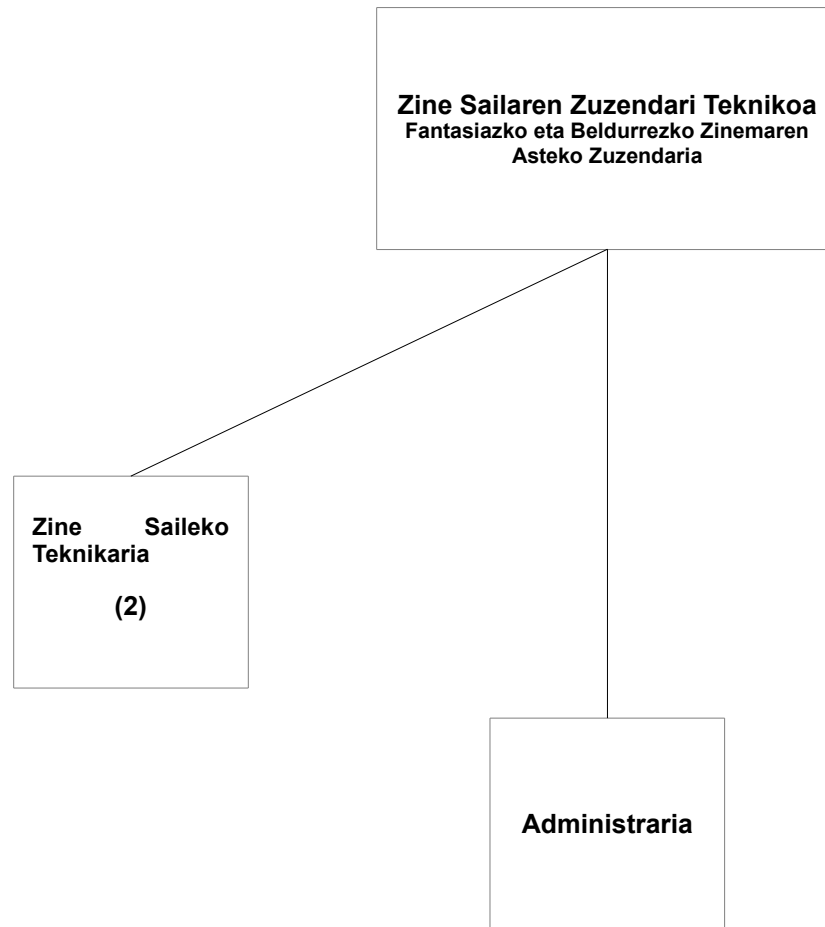 Zine Sailaren Zuzendari Teknikoa
Fantasiazko eta Beldurrezko Zinemaren
Asteko Zuzendaria
Zine Saileko
Teknikaria
(2)
Administraria